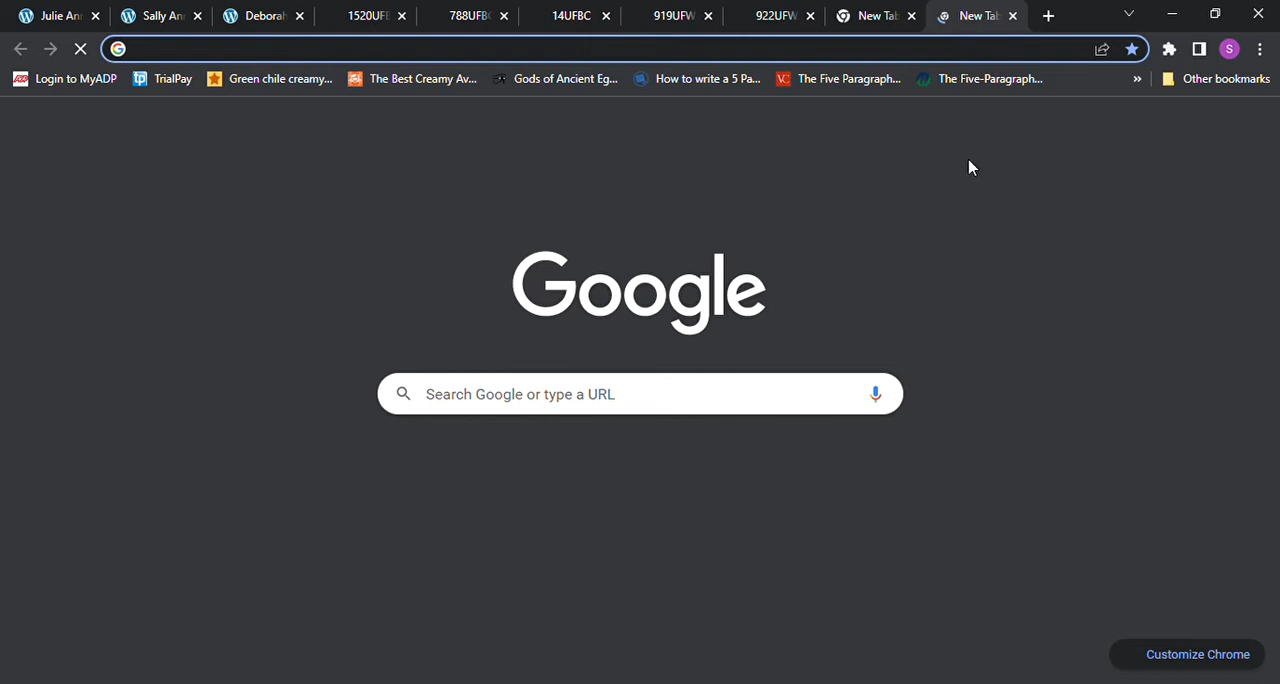 Julie An
Sally An
Deborah
1520UFE
788UFBC
14UFBC
919UFW
922UFW
New Tab
New Tab
S
Login to MyADP
TrialPay
Green chile creamy...
The Best Creamy Av...
Gods of Ancient Eg...
How to write a 5 Pa...
The Five Paragraph...
The Five-Paragraph...
»
Other bookmarks
Google
Search Google or type a URL
Customize Chrome